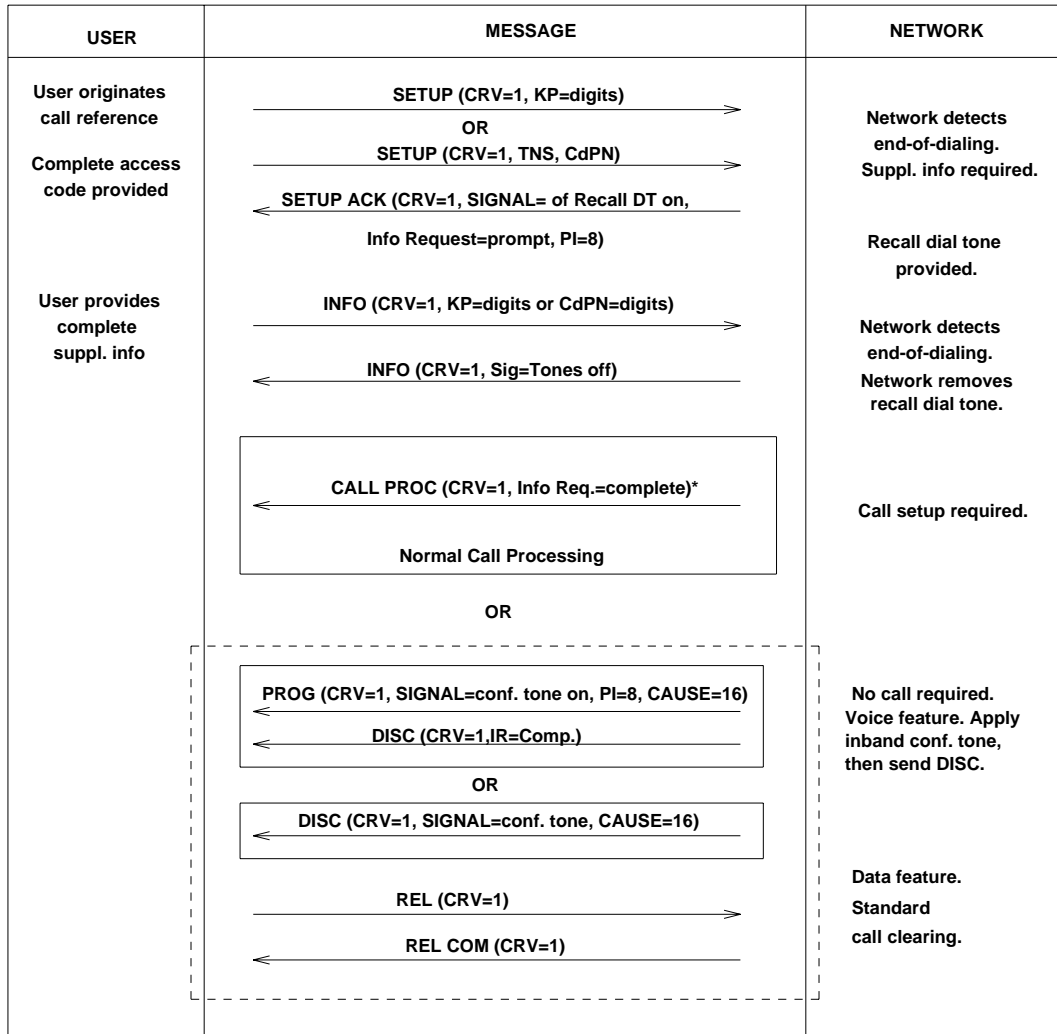 USER
MESSAGE
NETWORK
User originates
call reference
SETUP (CRV=1, KP=digits)
OR
Network detects
end-of-dialing.
Suppl. info required.
Complete access
code provided
SETUP (CRV=1, TNS, CdPN)
SETUP ACK (CRV=1, SIGNAL= of Recall DT on,
Info Request=prompt, PI=8)
Recall dial tone
provided.
User provides
complete
suppl. info
INFO (CRV=1, KP=digits or CdPN=digits)
Network detects
end-of-dialing.
INFO (CRV=1, Sig=Tones off)
Network removes
recall dial tone.
CALL PROC (CRV=1, Info Req.=complete)*
Call setup required.
Normal Call Processing
OR
PROG (CRV=1, SIGNAL=conf. tone on, PI=8, CAUSE=16)
DISC (CRV=1,IR=Comp.)
No call required.
Voice feature. Apply
inband conf. tone,
then send DISC.
OR
DISC (CRV=1, SIGNAL=conf. tone, CAUSE=16)
REL (CRV=1)
REL COM (CRV=1)
Data feature.
Standard
call clearing.